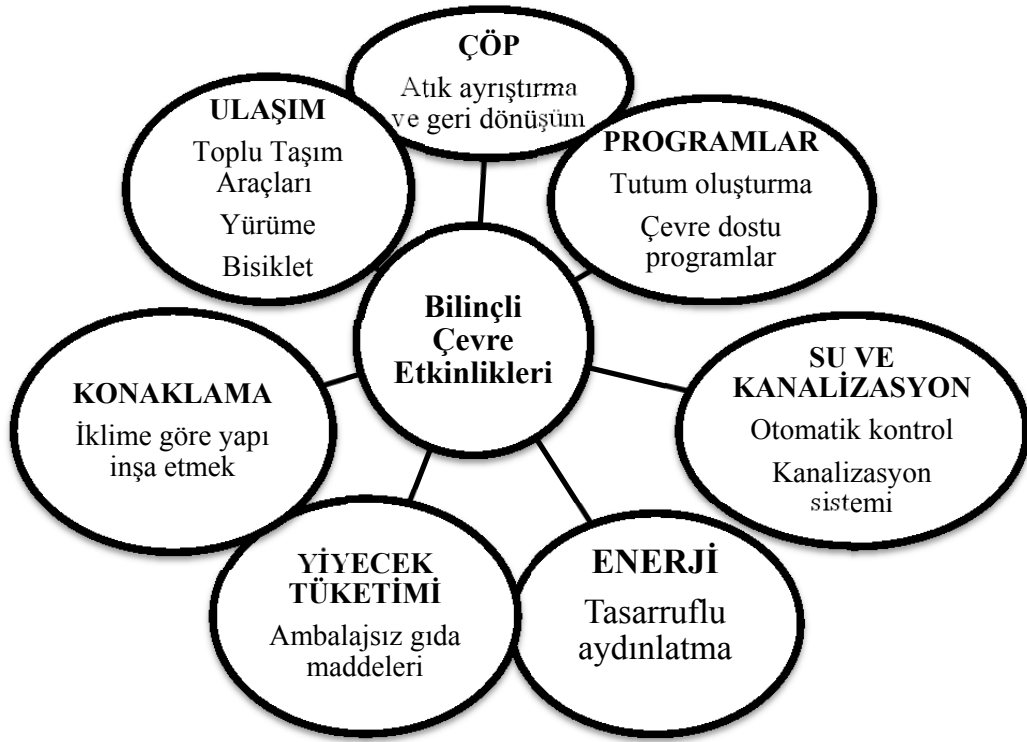 ÇÖP
Atık ayrıştırma
ve geri dönüşüm
PROGRAMLAR
Tutum oluşturma
Çevre dostu
programlar
SU VE
KANALİZASYON
Otomatik kontrol
Kanalizasyon
sistemi
ENERJİ
Tasarruflu
aydınlatma
YİYECEK
TÜKETİMİ
Ambalajsız gıda
maddeleri
KONAKLAMA
İklime göre yapı
inşa etmek
ULAŞIM
Toplu Taşım
Araçları
Yürüme
Bisiklet
Bilinçli
Çevre
Etkinlikleri